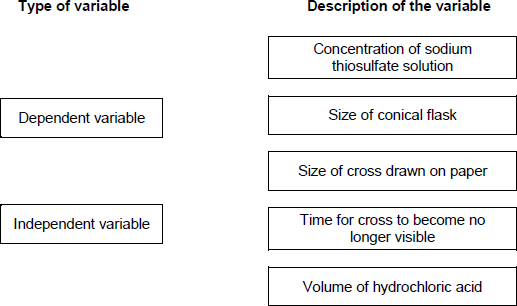 Type of variable
Description of the variable
Concentration of sodium
thiosulfate solution
Dependent variable
Size of conical flask
Size of cross drawn on paper
Independent variable
Time for cross to become no
longer visible
Volume of hydrochloric acid